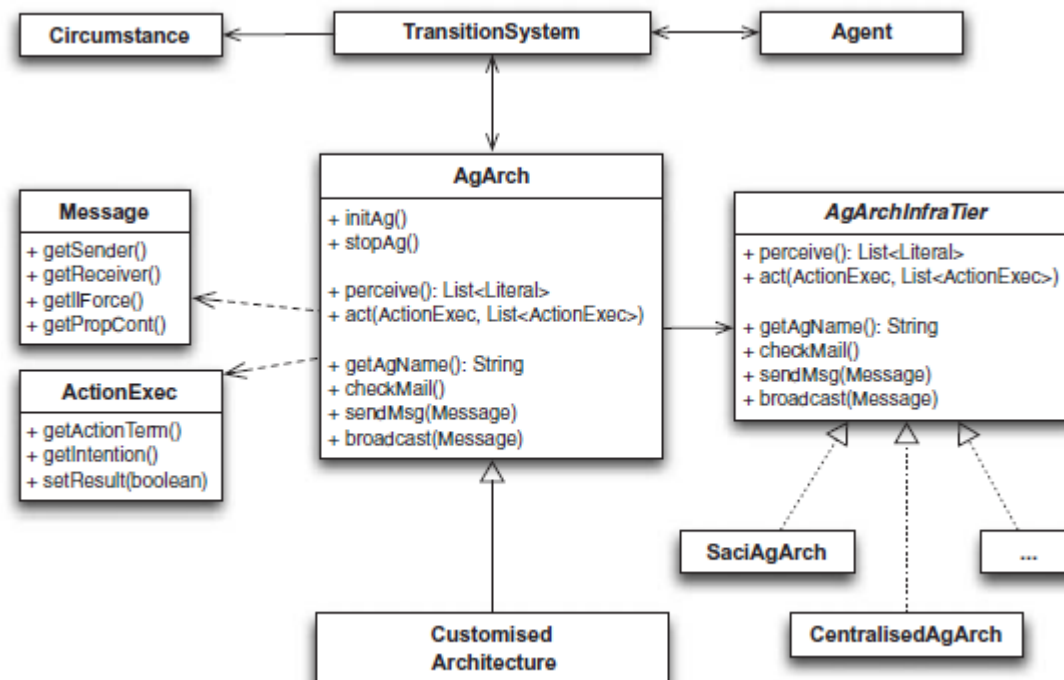 Circumstance
TransitionSystem
Agent
AgArch
+ initAg()
+ stopAg()
+ perceive(): List<Literal>
+ act(ActionExec, List<ActionExec>)
+ getAgName(): String
+ checkMail()
+ sendMsg(Message)
+ broadcast(Message)
Message
+ getSender()
+ getReceiver()
+ getIlForce()
+ getPropCont()
ActionExec
+ getActionTerm()
+ getIntention()
+ setResult(boolean)
AgArchInfraTier
+ perceive(): List<Literal>
+ act(ActionExec, List<ActionExec>)
+ getAgName(): String
+ checkMail()
+ sendMsg(Message)
+ broadcast(Message)
SaciAgArch
...
CentralisedAgArch
Customised
Architecture